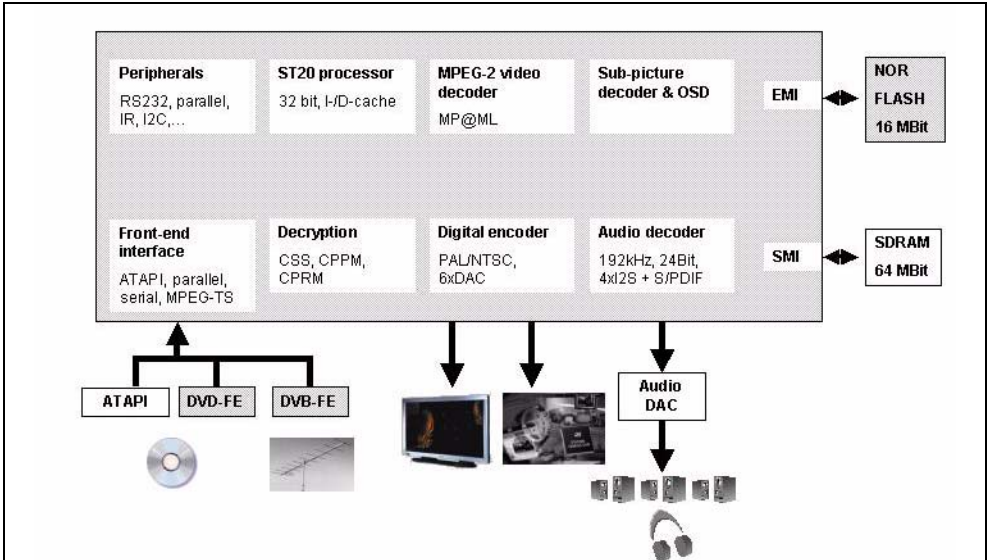 Peripherals
RS232, parallel,
IR, I2C,...
ST20 processor
32 bit, I-/D-cache
MPEG-2 video
decoder
MP@ML
Sub-picture
decoder & OSD
EMI
NOR
FLASH
16 MBit
Front-end
interface
ATAPI, parallel,
serial, MPEG-TS
Decryption
CSS, CPPM,
CPRM
Digital encoder
PAL/NTSC,
6xDAC
Audio decoder
192kHz, 24Bit,
4xI2S + S/PDIF
SMI
SDRAM
64 MBit
ATAPI
DVD-FE
DVB-FE
Audio
DAC